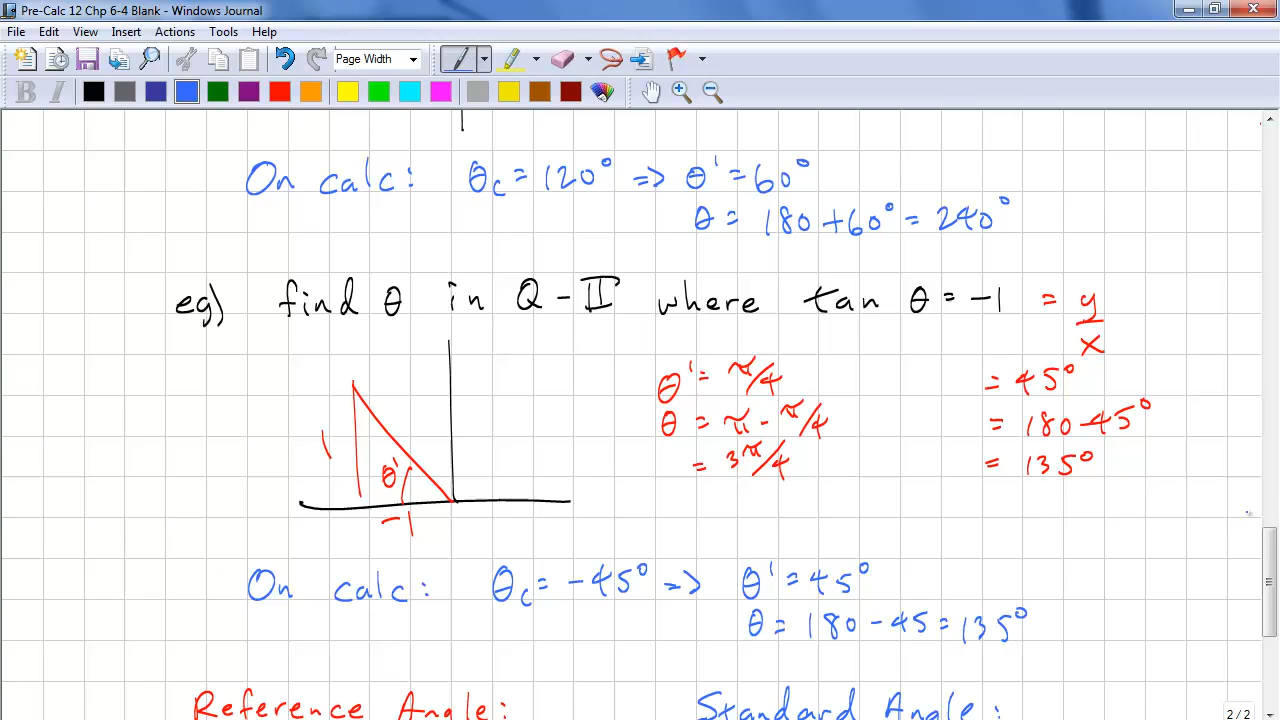 Pre-Calc 12 Chp 6-4 Blank - Windows Journal
File Edit View Insert Actions Tools Help
Page Width
B I
On calc: θc = 120° => θ' = 60°
θ = 180 + 60° = 240°
eg) find θ in Q - II where tan θ = -1 = y/x
θ' = π/4 = 45°
θ = π - π/4 = 180 - 45°
= 3π/4 = 135°
1
θ'
-1
On calc: θc = -45° => θ' = 45°
θ = 180 - 45 = 135°
Reference Angle: Standard Angle:
2/2